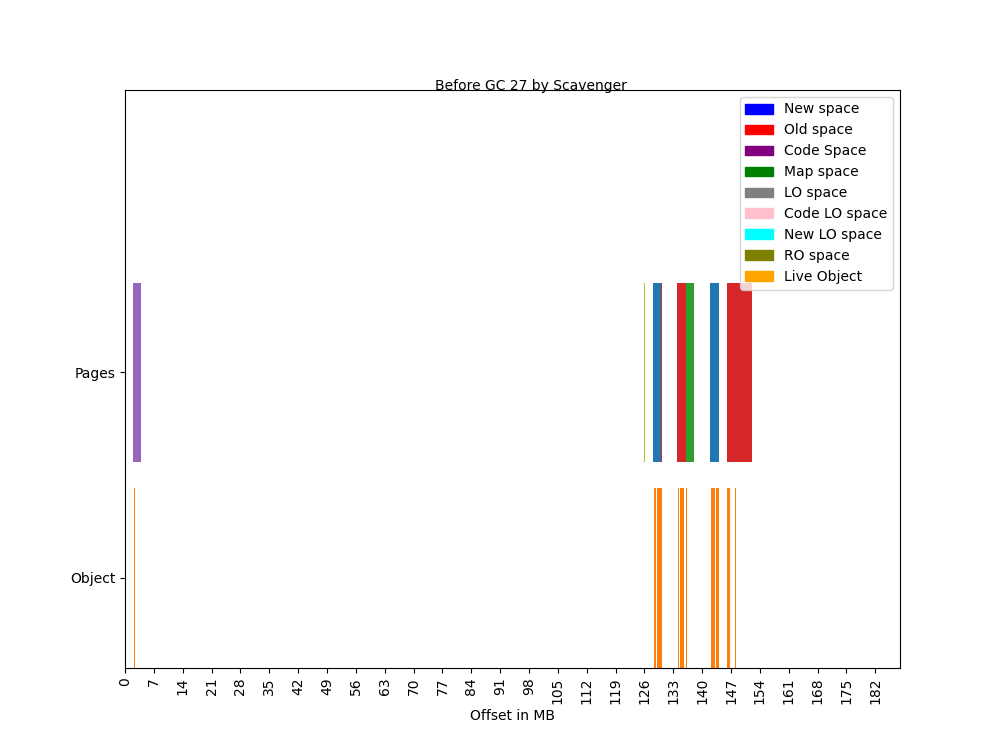 Before GC 27 by Scavenger
New space
Old space
Code Space
Map space
LO space
Code LO space
New LO space
RO space
Live Object
Pages
Object
0 7 14 21 28 35 42 49 56 63 70 77 84 91 98 105 112 119 126 133 140 147 154 161 168 175 182
Offset in MB